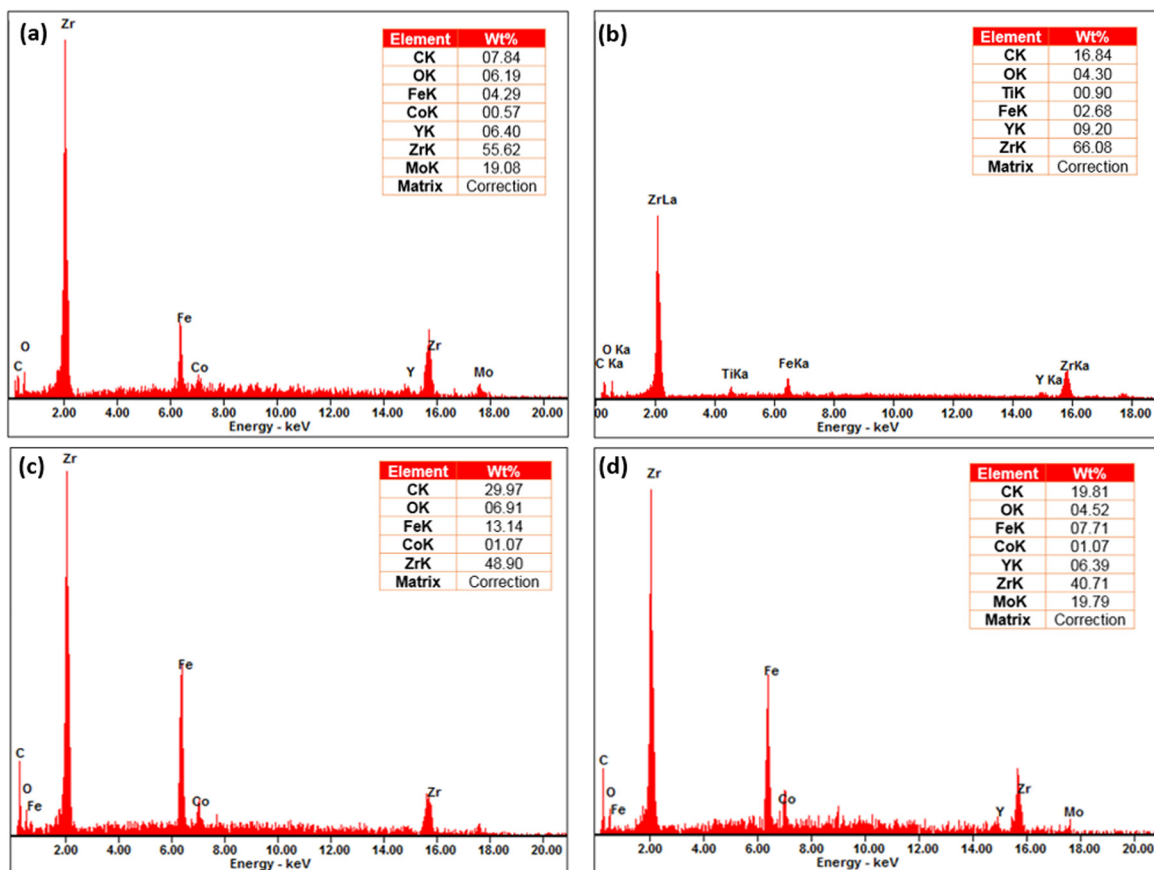 (a)
Zr
Element Wt%
CK 07.84
OK 06.19
FeK 04.29
CoK 00.57
YK 06.40
ZrK 55.62
MoK 19.08
Matrix Correction
Fe
O
C
Co
Y
Zr
Mo
2.00 4.00 6.00 8.00 10.00 12.00 14.00 16.00 18.00 20.00
Energy - keV
(b)
Element Wt%
CK 16.84
OK 04.30
TiK 00.90
FeK 02.68
YK 09.20
ZrK 66.08
Matrix Correction
ZrLa
O Ka
C Ka
TiKa
FeKa
Y Ka
ZrKa
00 2.00 4.00 6.00 8.00 10.00 12.00 14.00 16.00 18.0
Energy - keV
(c)
Zr
Element Wt%
CK 29.97
OK 06.91
FeK 13.14
CoK 01.07
ZrK 48.90
Matrix Correction
Fe
C
O
Fe
Co
Zr
2.00 4.00 6.00 8.00 10.00 12.00 14.00 16.00 18.00 20.00
Energy - keV
(d)
Zr
Element Wt%
CK 19.81
OK 04.52
FeK 07.71
CoK 01.07
YK 06.39
ZrK 40.71
MoK 19.79
Matrix Correction
Fe
C
O
Fe
Co
Y
Zr
Mo
2.00 4.00 6.00 8.00 10.00 12.00 14.00 16.00 18.00 20.00
Energy - keV